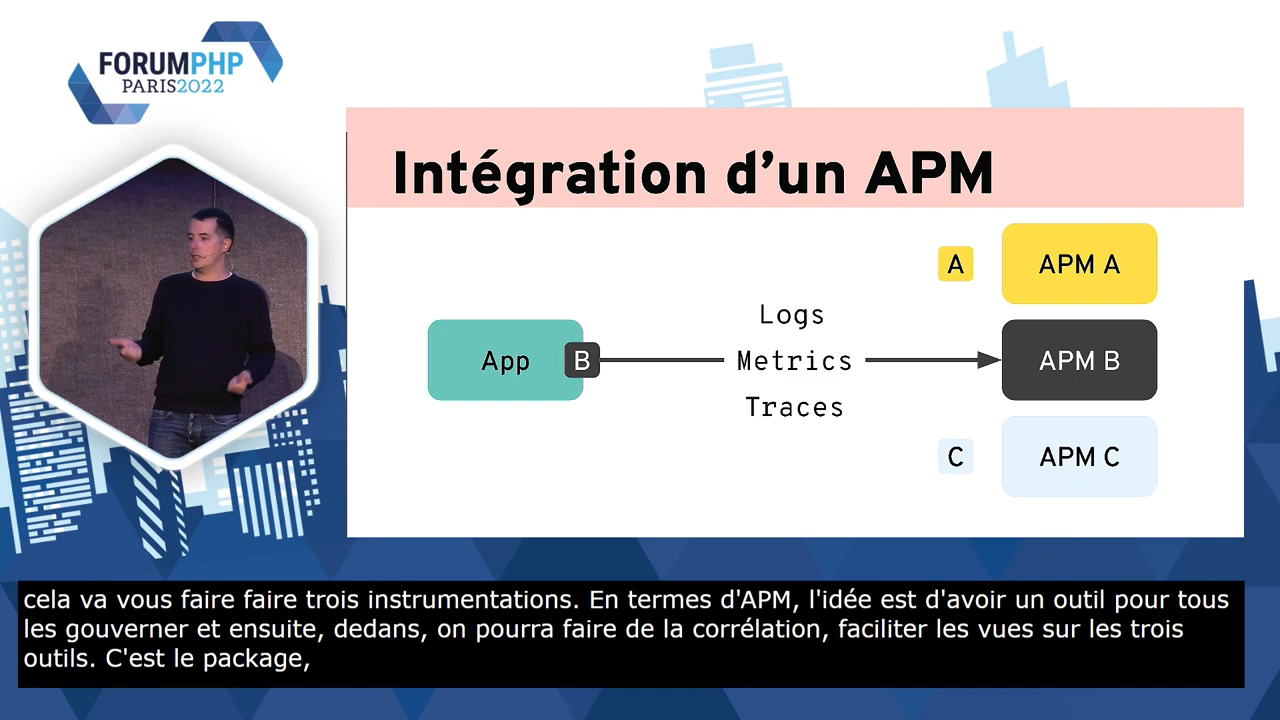 FORUMPHP
PARIS2022
Intégration d'un APM
A
APM A
Logs
App
B
Metrics
APM B
Traces
C
APM C
cela va vous faire faire trois instrumentations. En termes d'APM, l'idée est d'avoir un outil pour tous
les gouverner et ensuite, dedans, on pourra faire de la corrélation, faciliter les vues sur les trois
outils. C'est le package,